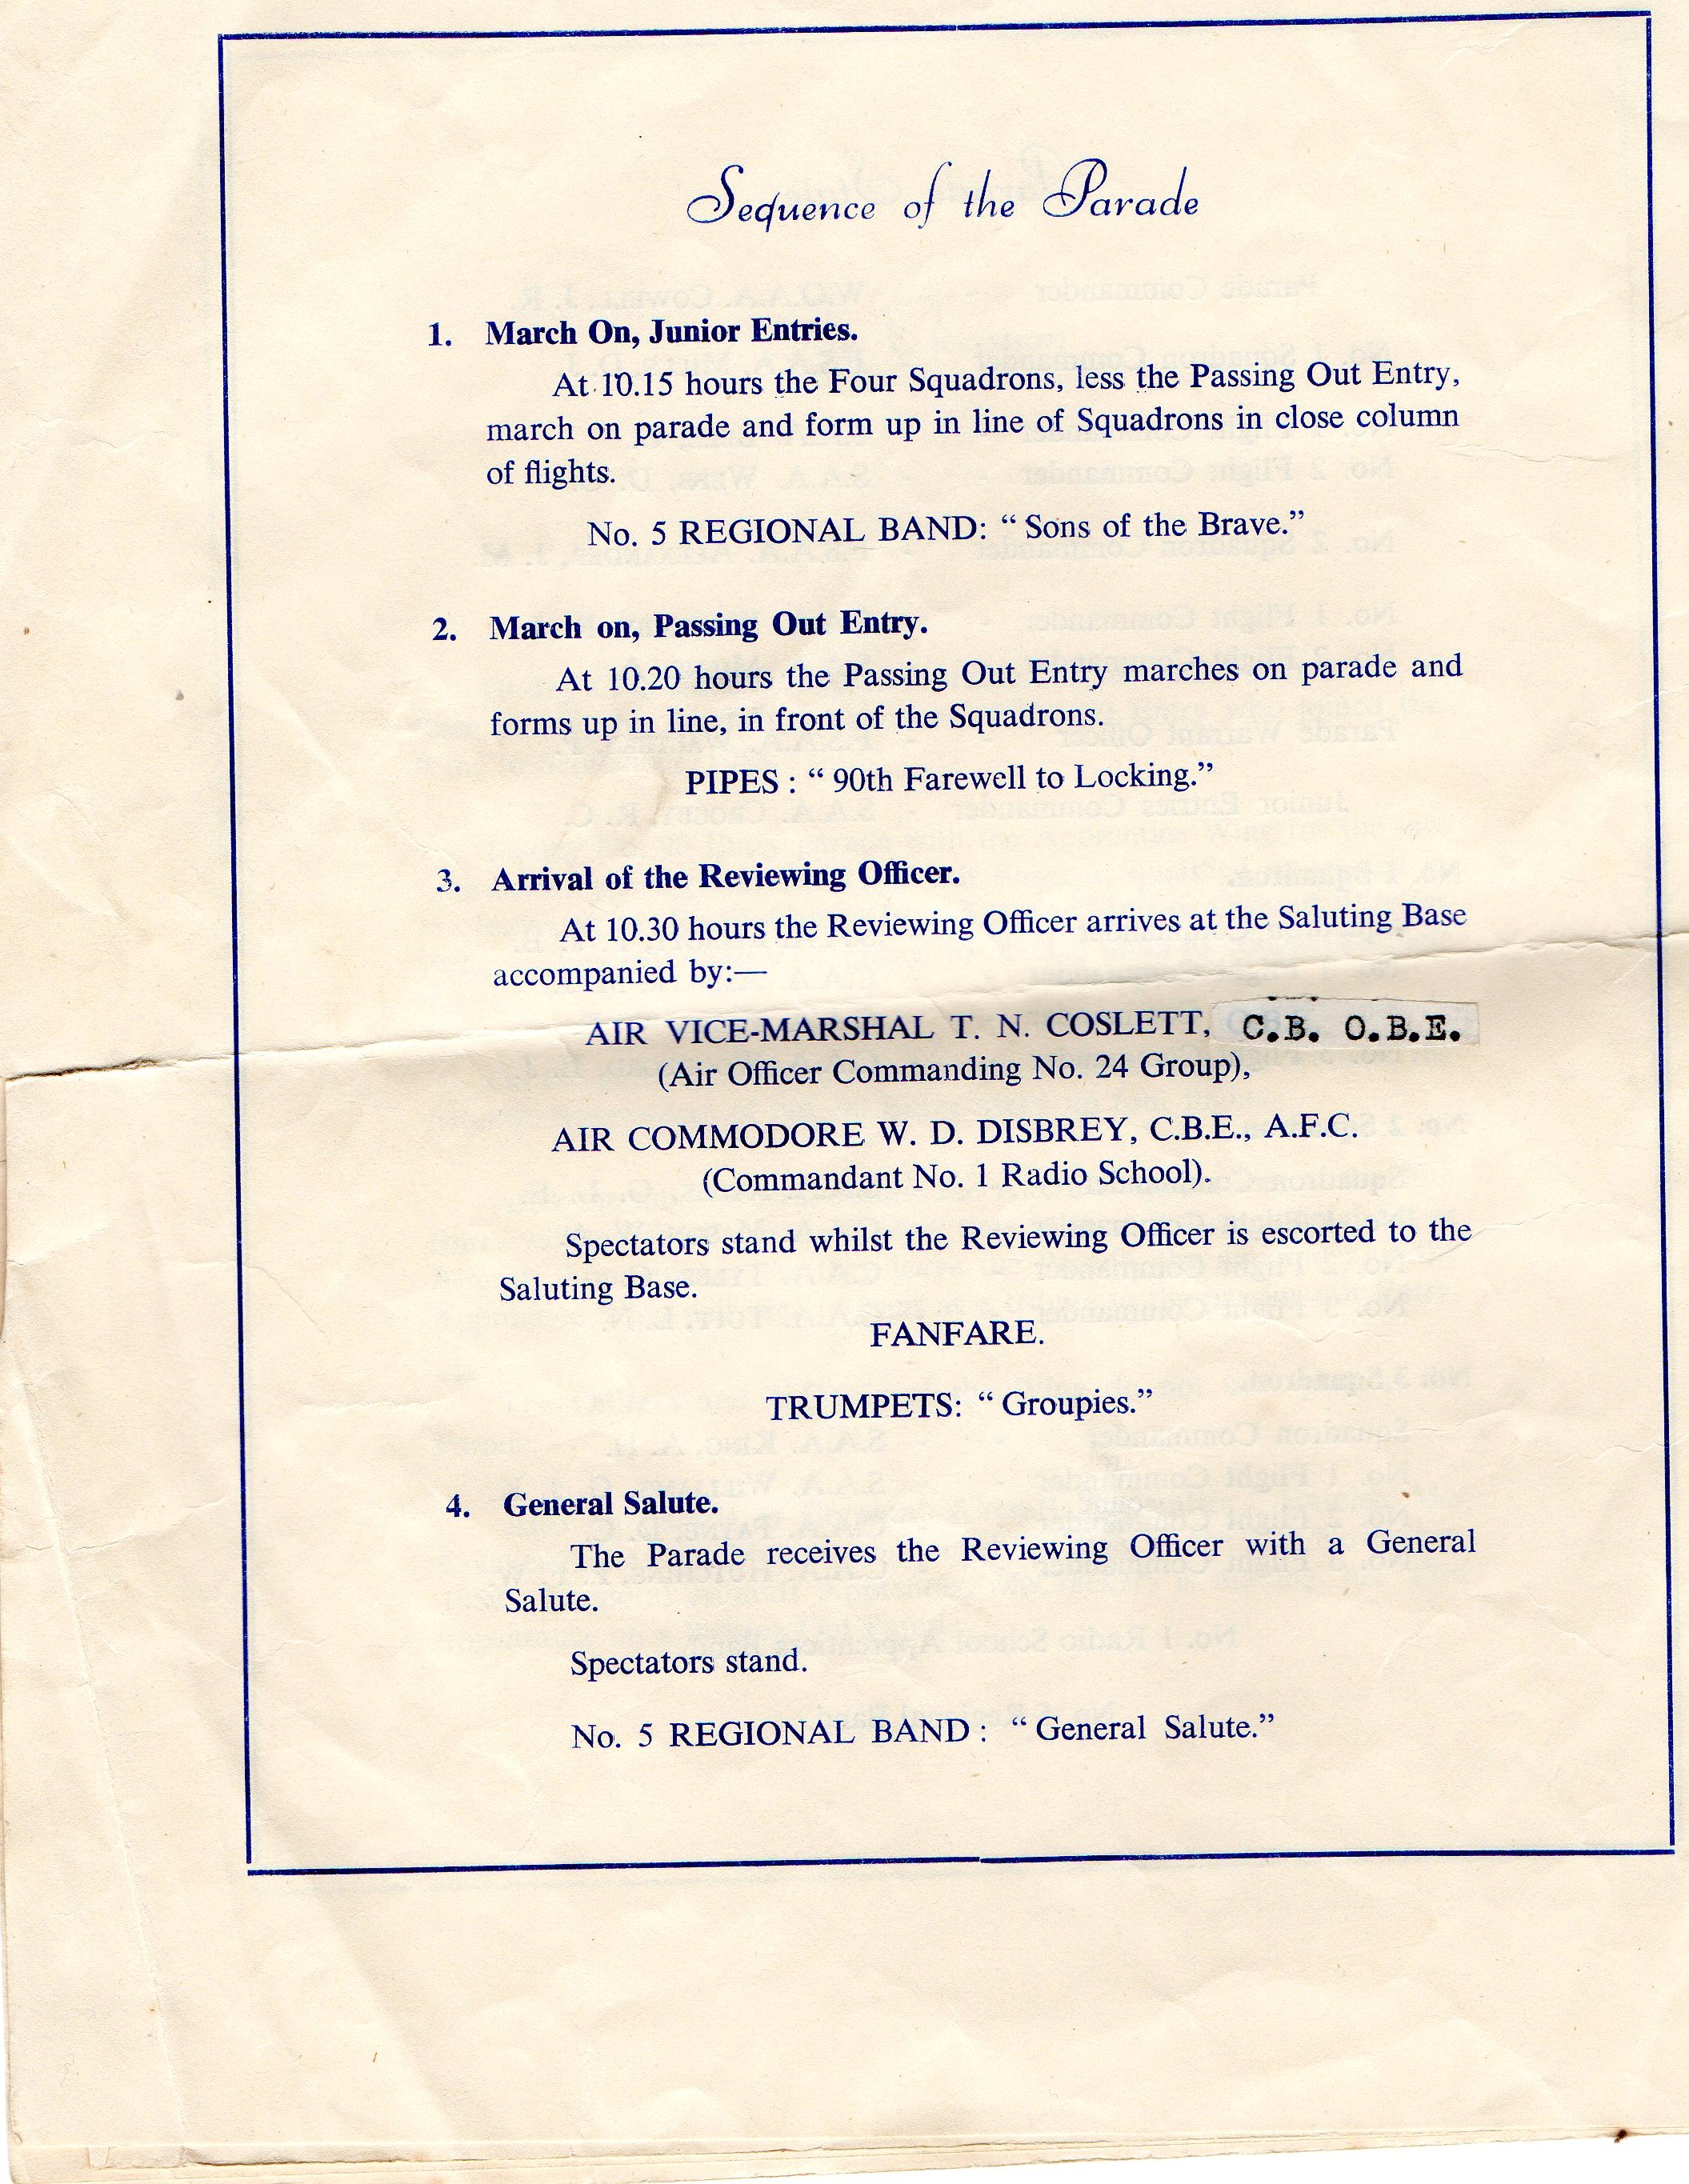 Sequence of the Parade
1. March On, Junior Entries.
At 10.15 hours the Four Squadrons, less the Passing Out Entry,
march on parade and form up in line of Squadrons in close column
of flights.
No. 5 REGIONAL BAND: “ Sons of the Brave.”
2. March on, Passing Out Entry.
At 10.20 hours the Passing Out Entry marches on parade and
forms up in line, in front of the Squadrons.
PIPES : “ 90th Farewell to Locking.”
3. Arrival of the Reviewing Officer.
At 10.30 hours the Reviewing Officer arrives at the Saluting Base
accompanied by:—
AIR VICE-MARSHAL T. N. COSLETT, C.B. O.B.E.
(Air Officer Commanding No. 24 Group),
AIR COMMODORE W. D. DISBREY, C.B.E., A.F.C.
(Commandant No. 1 Radio School).
Spectators stand whilst the Reviewing Officer is escorted to the
Saluting Base.
FANFARE.
TRUMPETS: “ Groupies.”
4. General Salute.
The Parade receives the Reviewing Officer with a General
Salute.
Spectators stand.
No. 5 REGIONAL BAND : “ General Salute.”